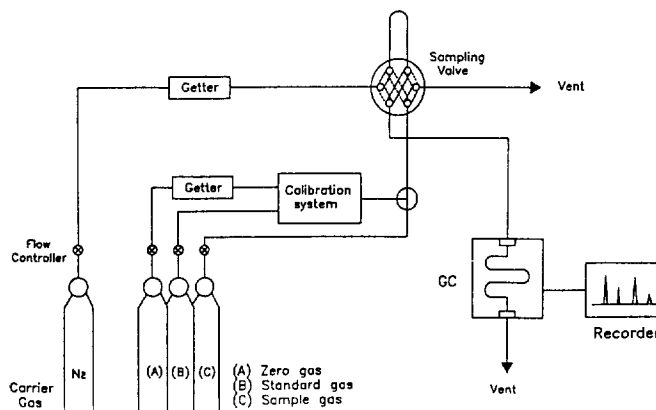 Sampling
Valve
Getter
Vent
Getter
Calibration
system
Flow
Controller
GC
Recorder
N2
(A)
(B)
(C)
(A) Zero gas
(B) Standard gas
(C) Sample gas
Carrier
Gas
Vent